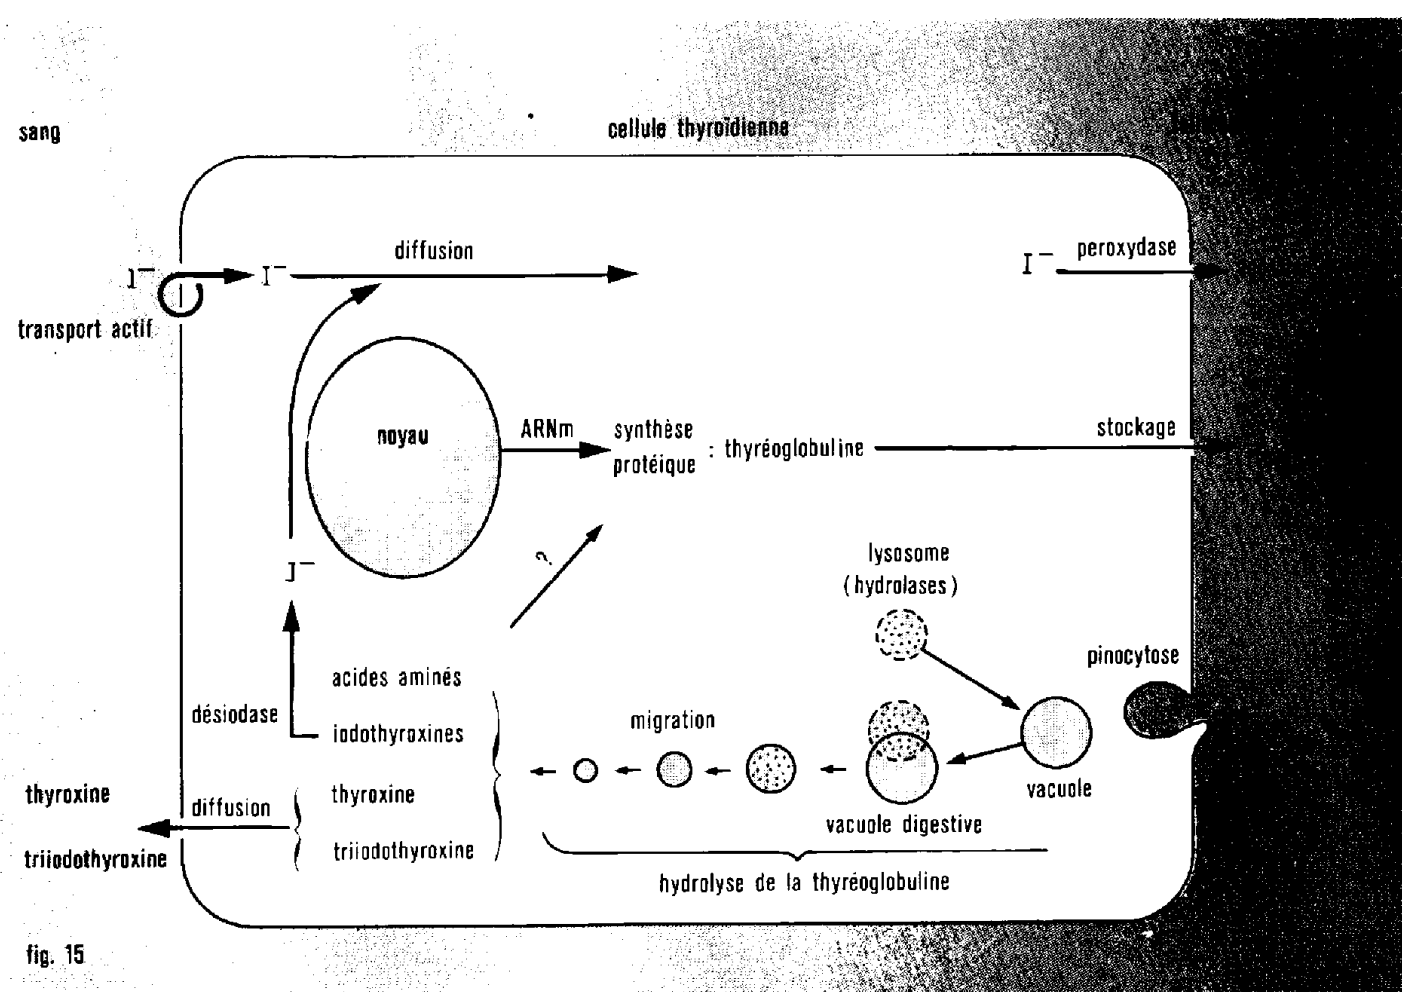 sang
cellule thyroïdienne
I⁻
I⁻
diffusion
I⁻
peroxydase
transport actif
noyau
ARNm
synthèse
protéique
: thyréoglobuline
stockage
I⁻
?
lysosome
(hydrolases)
pinocytose
acides aminés
désiodase
iodothyroxines
migration
vacuole
thyroxine
diffusion
thyroxine
vacuole digestive
triiodothyroxine
triiodothyroxine
hydrolyse de la thyréoglobuline
fig. 15